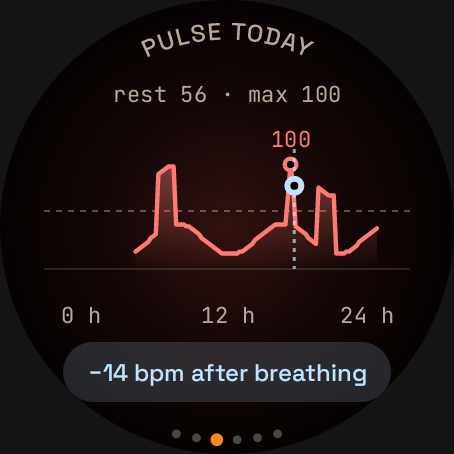 PULSE TODAY
rest 56 · max 100
100
0 h 12 h 24 h
−14 bpm after breathing